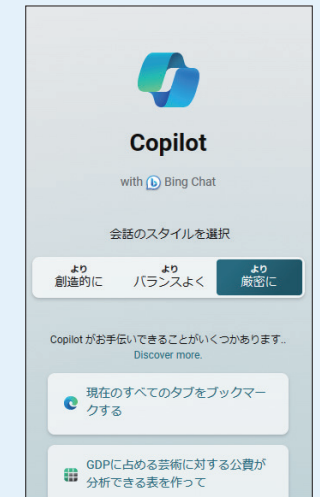 Copilot
with Bing Chat
会話のスタイルを選択
より より より
創造的に バランスよく 厳密に
Copilot がお手伝いできることがいくつかあります..
Discover more.
現在のすべてのタブをブックマー
クする
GDPに占める芸術に対する公費が
分析できる表を作って